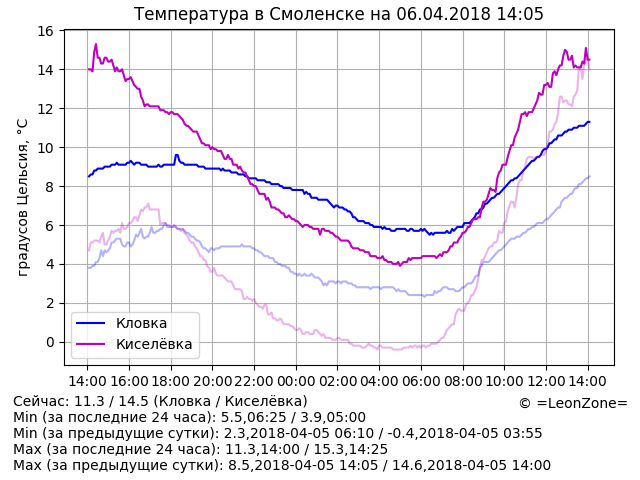 Температура в Смоленске на 06.04.2018 14:05
16
14
12
10
8
6
4
2
0
градусов Цельсия, °C
Кловка
Киселёвка
14:00 16:00 18:00 20:00 22:00 00:00 02:00 04:00 06:00 08:00 10:00 12:00 14:00
Сейчас: 11.3 / 14.5 (Кловка / Киселёвка)
© =LeonZone=
Min (за последние 24 часа): 5.5,06:25 / 3.9,05:00
Min (за предыдущие сутки): 2.3,2018-04-05 06:10 / -0.4,2018-04-05 03:55
Max (за последние 24 часа): 11.3,14:00 / 15.3,14:25
Max (за предыдущие сутки): 8.5,2018-04-05 14:05 / 14.6,2018-04-05 14:00